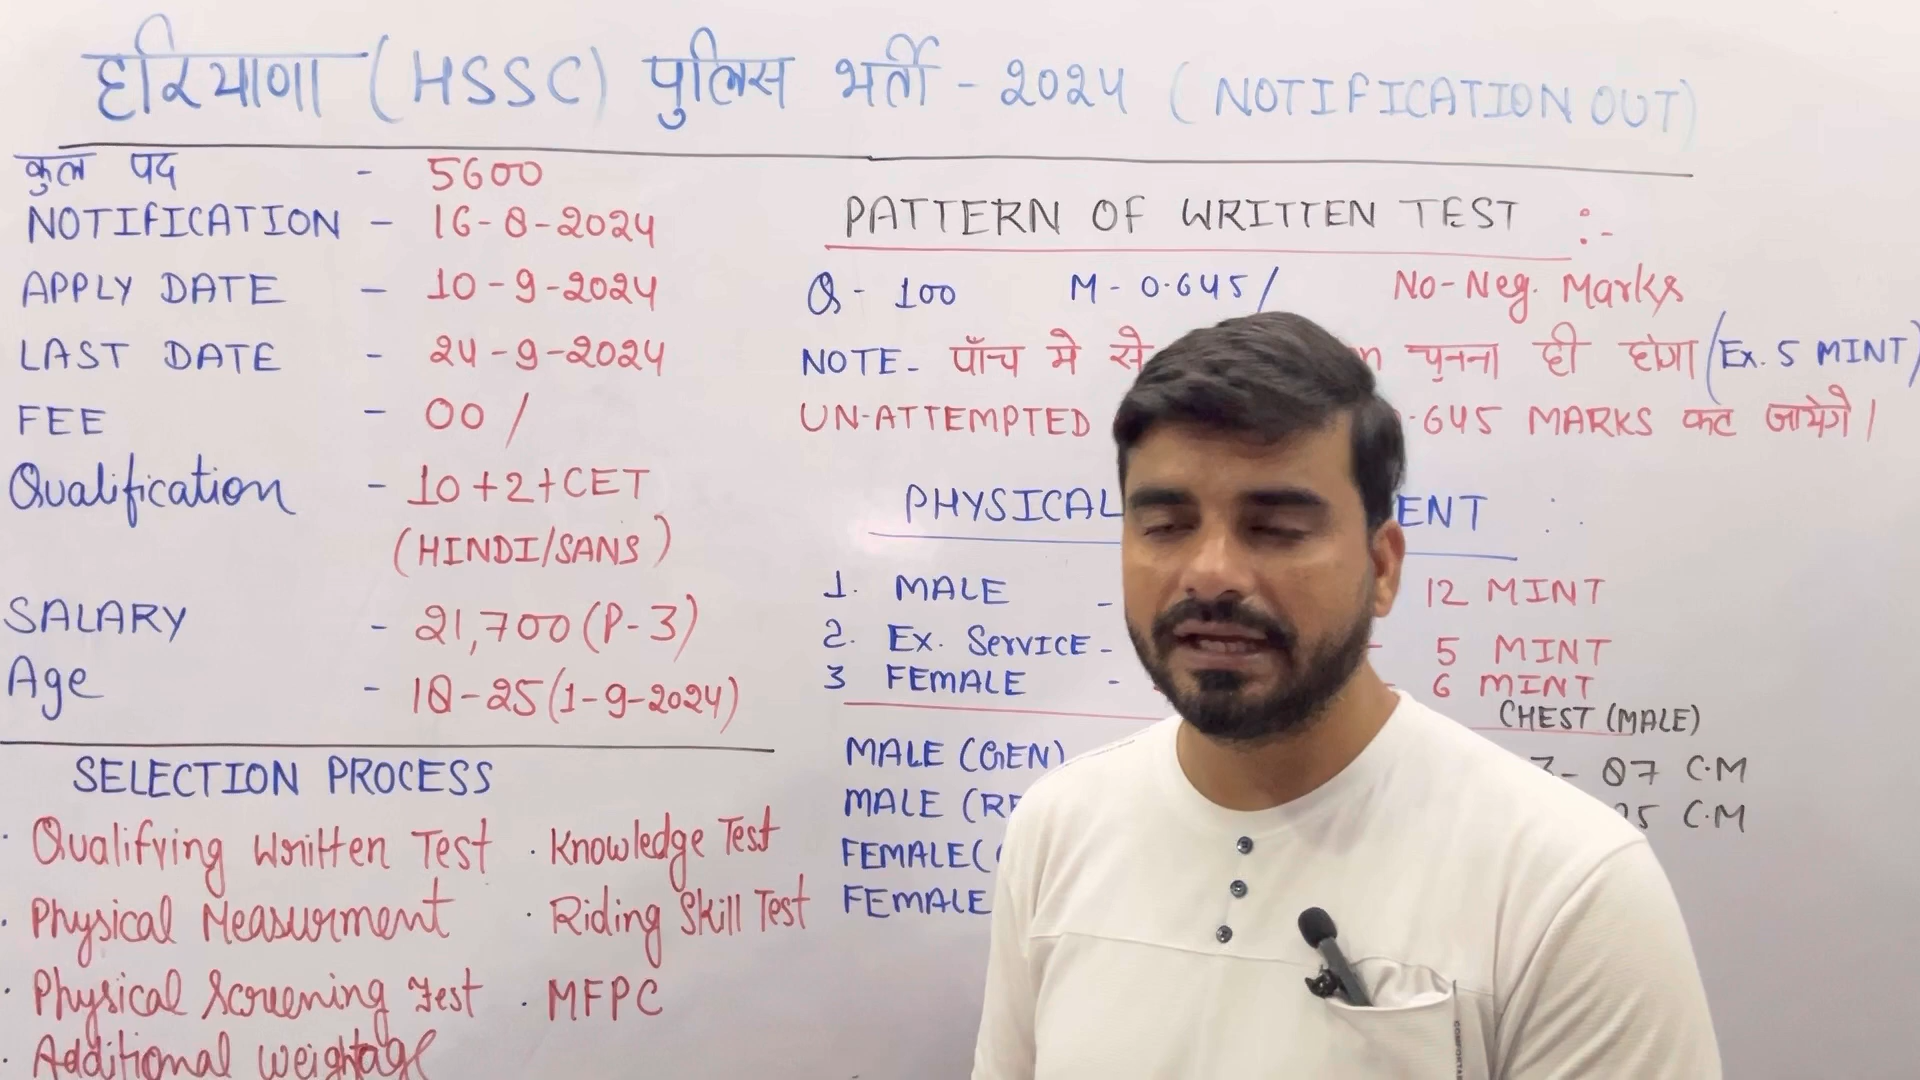 हरियाणा (HSSC) पुलिस भर्ती - 2024 (NOTIFICATION OUT)
कुल पद - 5600
NOTIFICATION - 16-8-2024
APPLY DATE - 10-9-2024
LAST DATE - 24-9-2024
FEE - 00/
Qualification - 10+2+CET
(HINDI/SANS)
SALARY - 21,700 (P-3)
Age - 18-25 (1-9-2024)
SELECTION PROCESS
· Qualifying Written Test · Knowledge Test
· Physical Measurment · Riding Skill Test
· Physical Screening Test · MFPC
· Additional Weightage
PATTERN OF WRITTEN TEST :-
Q - 100 M - 0.645/ No-Neg. Marks
NOTE - पाँच मे से चुनना ही होगा (Ex. 5 MINT)
UN-ATTEMPTED .645 MARKS कट जायेगे।
PHYSICAL ENT :
1. MALE - 12 MINT
2. Ex. Service - - 5 MINT
3 FEMALE - - 6 MINT
CHEST (MALE)
MALE (GEN) - 87 C.M
MALE (RE 85 C.M
FEMALE (
FEMALE